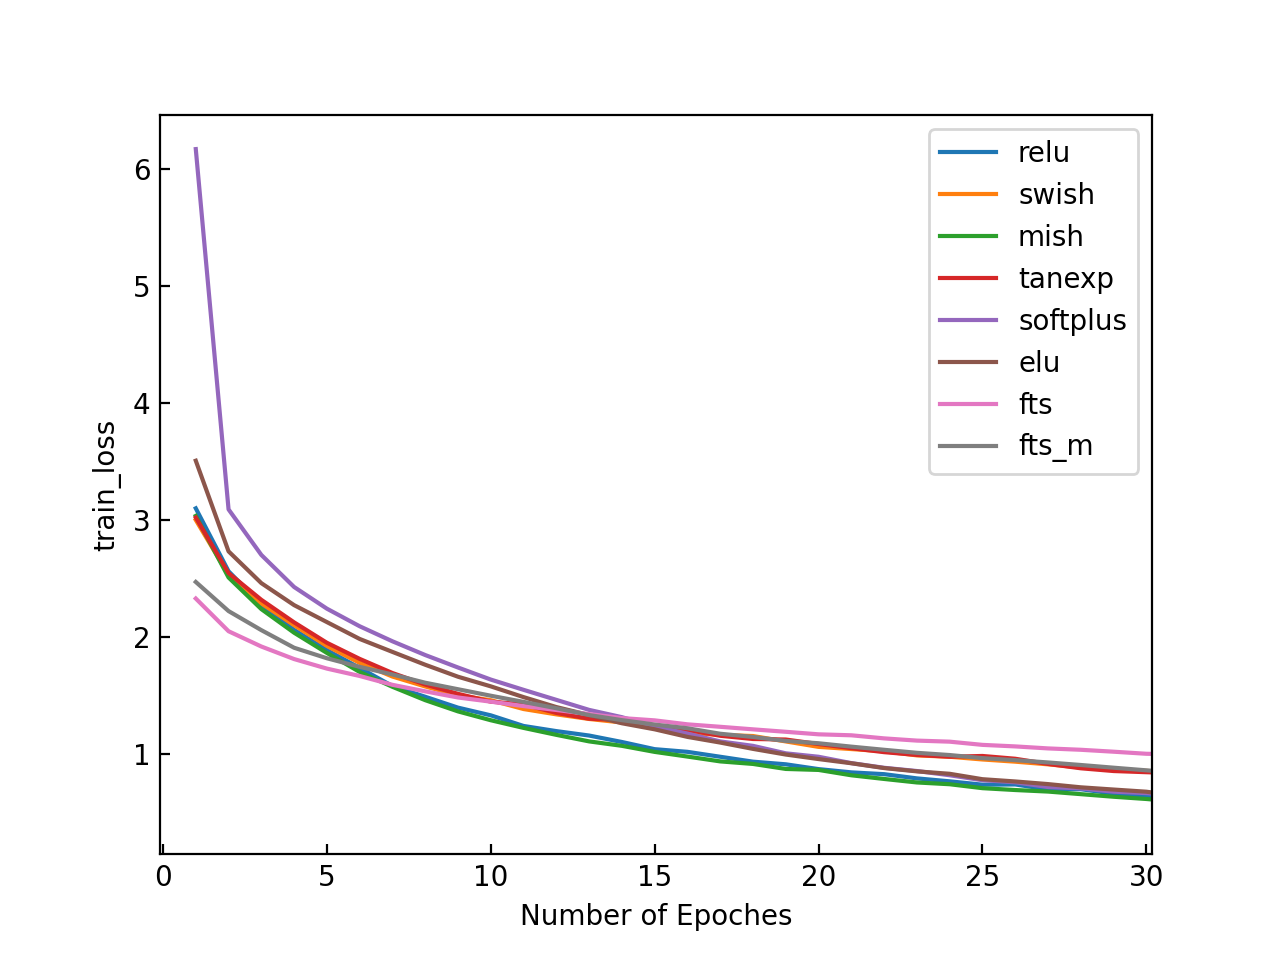 train_loss
6
5
4
3
2
1
0
5
10
15
20
25
30
Number of Epoches
relu
swish
mish
tanexp
softplus
elu
fts
fts_m